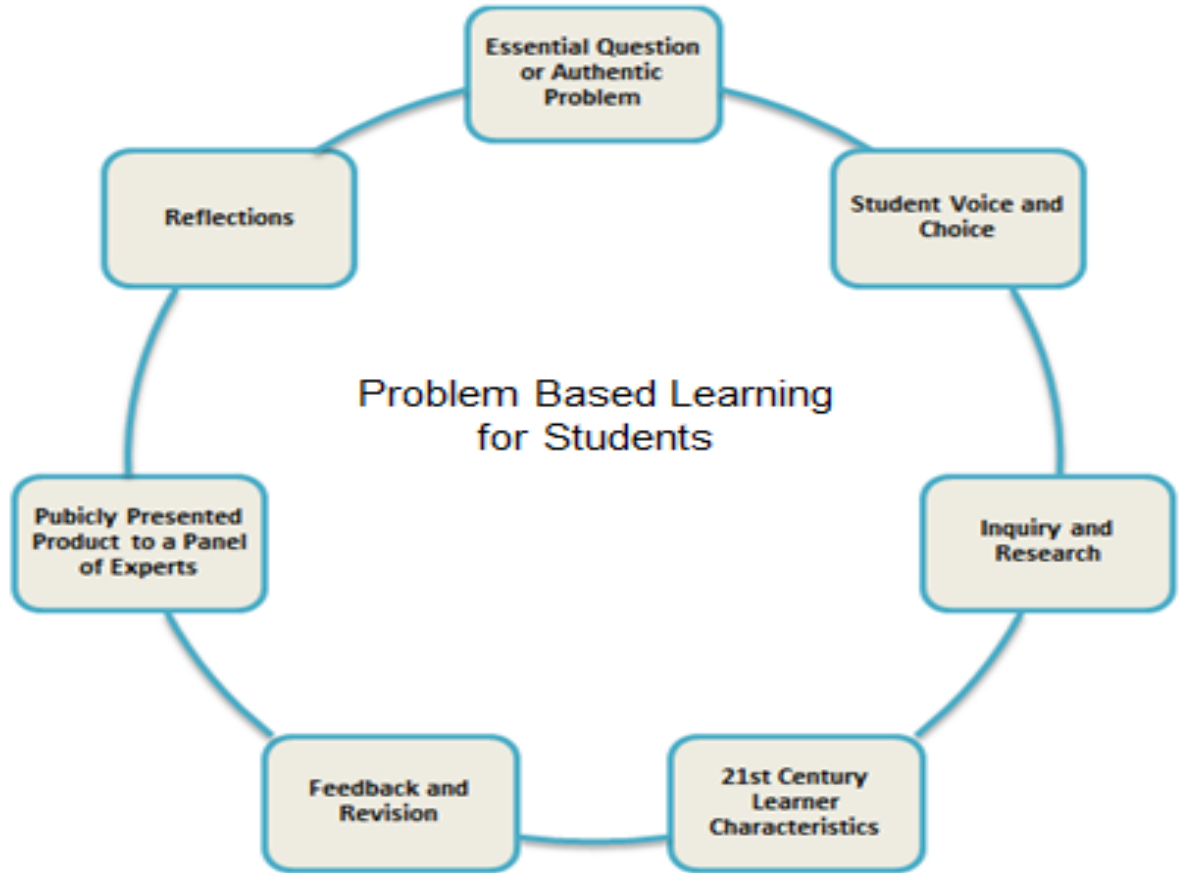 Essential Question
or Authentic
Problem
Student Voice and
Choice
Inquiry and
Research
21st Century
Learner
Characteristics
Feedback and
Revision
Pubicly Presented
Product to a Panel
of Experts
Reflections
Problem Based Learning
for Students